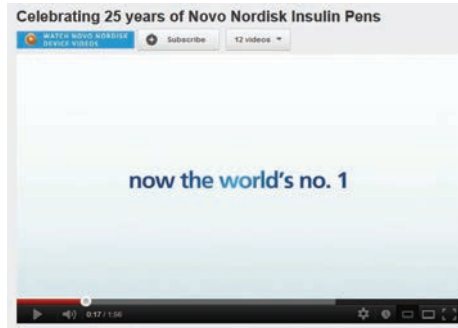 Celebrating 25 years of Novo Nordisk Insulin Pens
WATCH NOVO NORDISK
DEVICE VIDEOS
Subscribe
12 videos
now the world's no. 1
0:17 / 1:56